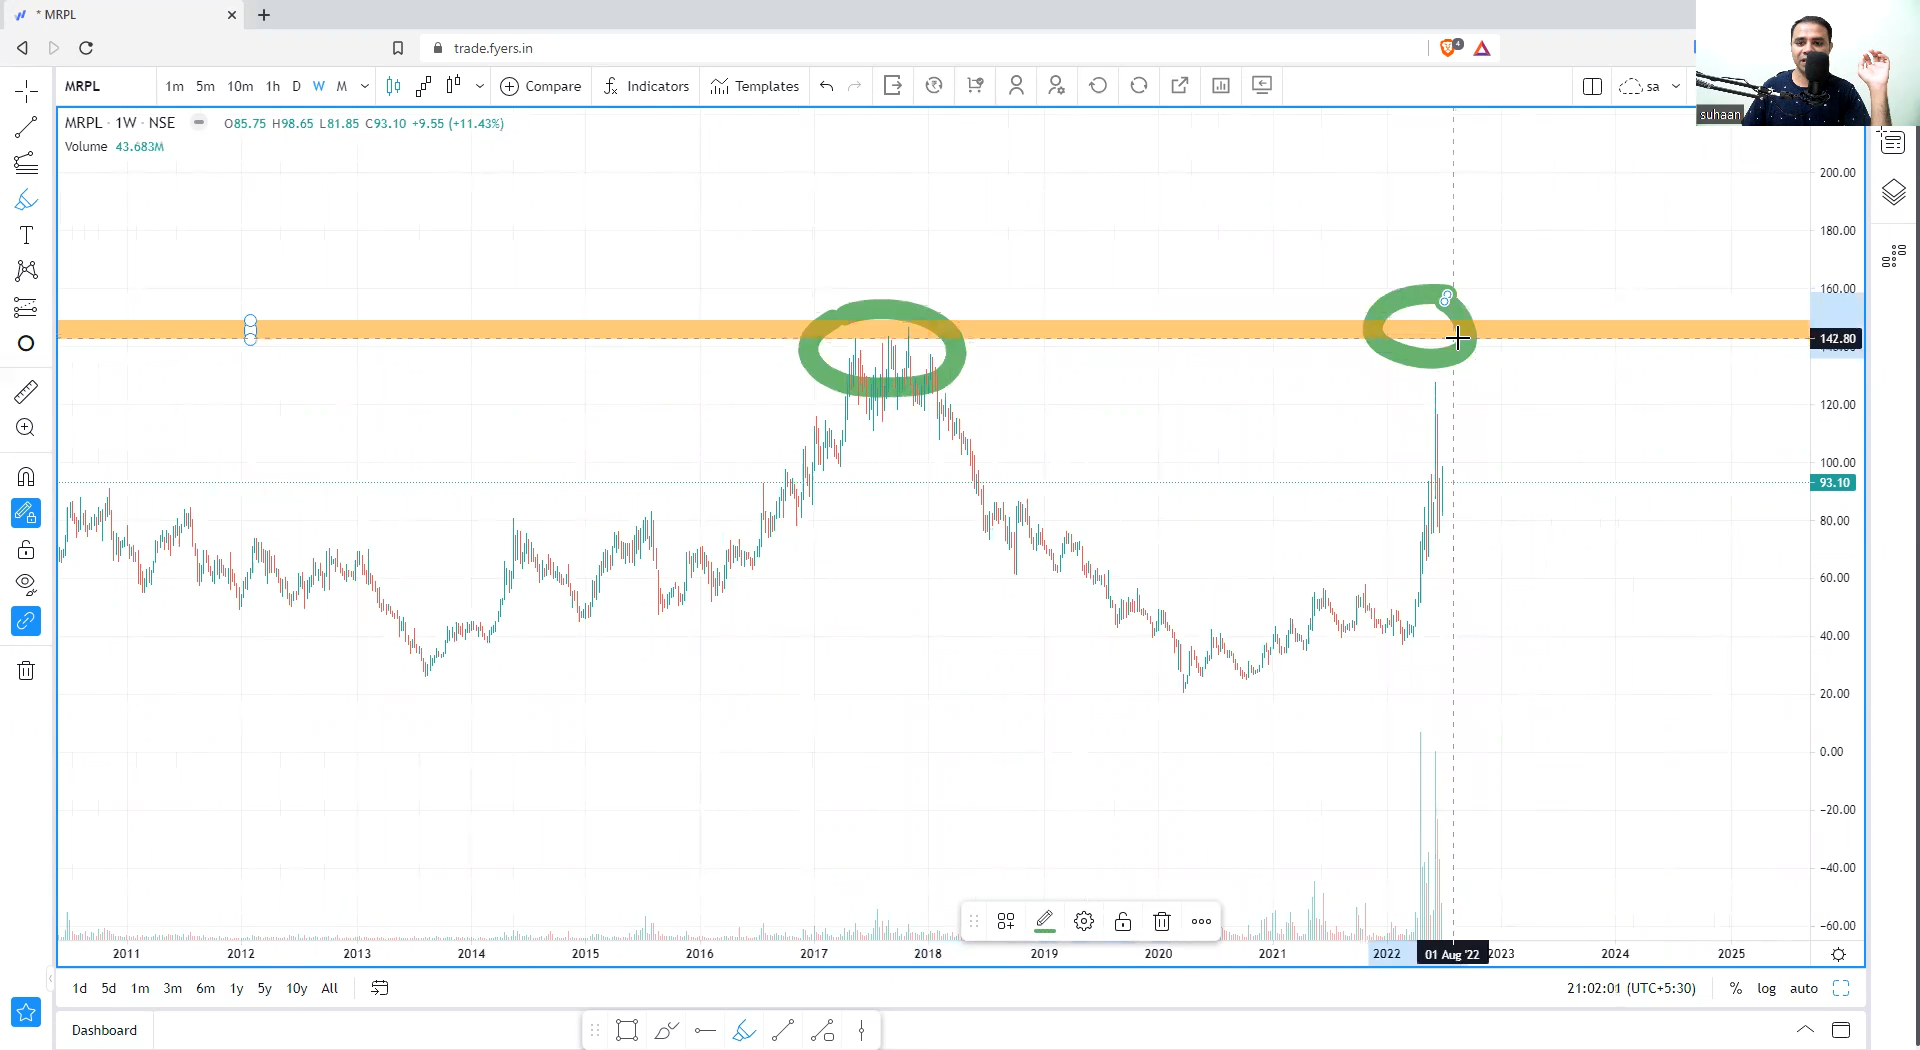 * MRPL
trade.fyers.in
4
MRPL
1m 5m 10m 1h D W M
Compare
Indicators
Templates
sa
suhaan
MRPL · 1W · NSE O85.75 H98.65 L81.85 C93.10 +9.55 (+11.43%)
Volume 43.683M
200.00
180.00
160.00
142.80
120.00
100.00
93.10
80.00
60.00
40.00
20.00
0.00
−20.00
−40.00
−60.00
2011 2012 2013 2014 2015 2016 2017 2018 2019 2020 2021 2022 01 Aug '22 2023 2024 2025
1d 5d 1m 3m 6m 1y 5y 10y All
21:02:01 (UTC+5:30) % log auto
Dashboard